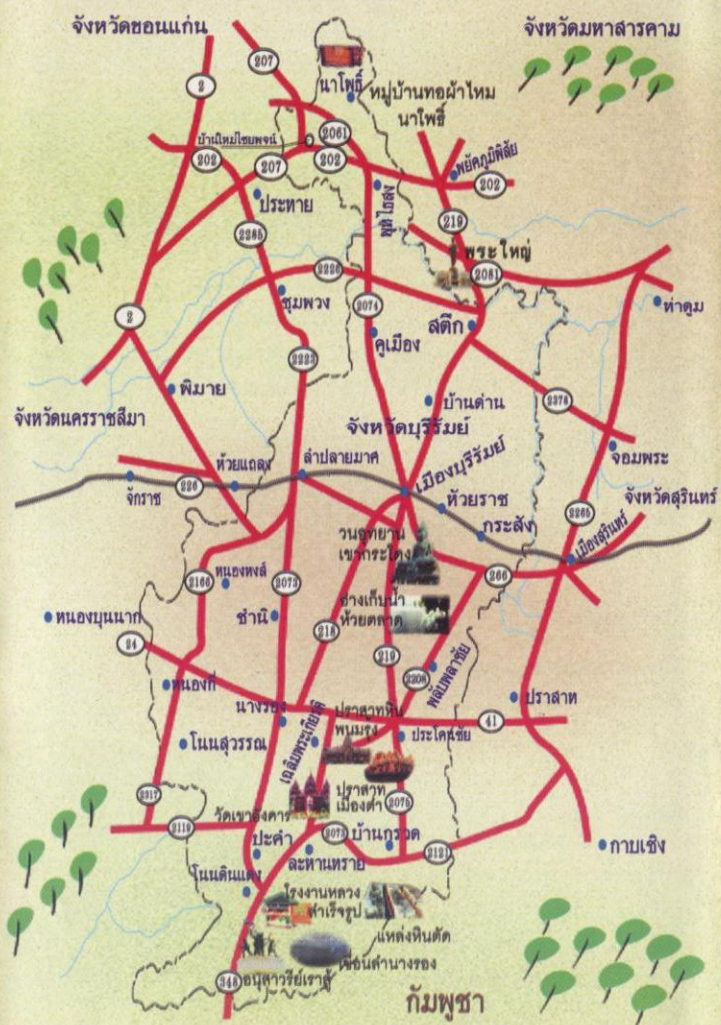 จังหวัดขอนแก่น
จังหวัดมหาสารคาม
207
2
นาโพธิ์
หมู่บ้านทอผ้าไหม
นาโพธิ์
บ้านใหม่ไชยพจน์
2061
202
207
202
พยัคภูมิพิสัย
202
ประทาย
พุทไธสง
219
2285
พระใหญ่
2226
2081
ชุมพวง
2074
สตึก
ท่าตูม
2
คูเมือง
2223
พิมาย
บ้านด่าน
2378
จังหวัดนครราชสีมา
จังหวัดบุรีรัมย์
จอมพระ
ห้วยแถลง
ลำปลายมาศ
เมืองบุรีรัมย์
จักราช
226
ห้วยราช
จังหวัดสุรินทร์
2265
กระสัง
วนอุทยาน
เขากระโดง
เมืองสุรินทร์
266
2166
หนองหงส์
2073
อ่างเก็บน้ำ
ห้วยตลาด
หนองบุนนาก
ชำนิ
218
24
219
พลับพลาชัย
2208
หนองกี่
ปราสาท
นางรอง
เฉลิมพระเกียรติ
ปราสาทหิน
พนมรุ้ง
ประโคนชัย
41
โนนสุวรรณ
ปราสาท
เมืองต่ำ
2317
2075
วัดเขาอังคาร
2119
ปะคำ
2073
บ้านกรวด
2121
กาบเชิง
ละหานทราย
โนนดินแดง
โรงงานหลวง
สำเร็จรูป
แหล่งหินตัด
เขื่อนลำนางรอง
348
อนุสาวรีย์เราสู้
กัมพูชา